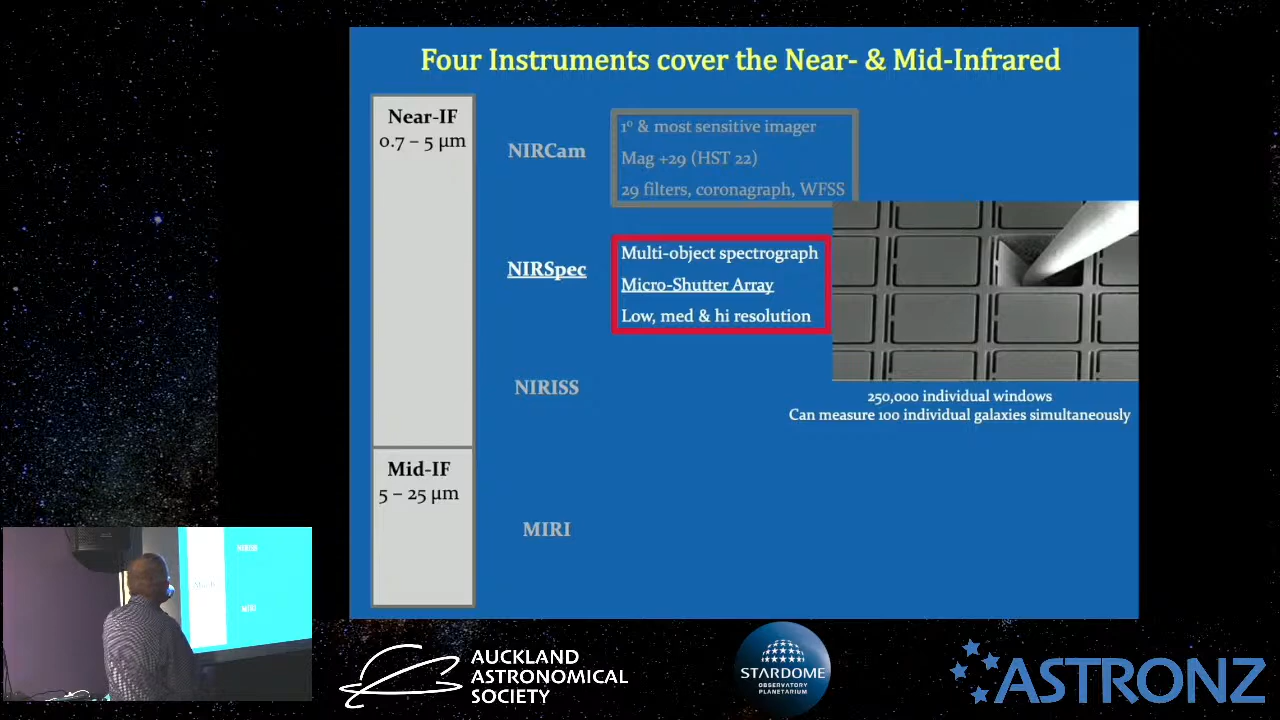 Four Instruments cover the Near- & Mid-Infrared
Near-IF
0.7 – 5 µm
NIRCam
1º & most sensitive imager
Mag +29 (HST 22)
29 filters, coronagraph, WFSS
NIRSpec
Multi-object spectrograph
Micro-Shutter Array
Low, med & hi resolution
250,000 individual windows
Can measure 100 individual galaxies simultaneously
NIRISS
Mid-IF
5 – 25 µm
MIRI
MIRI
AUCKLAND
ASTRONOMICAL
SOCIETY
STARDOME
OBSERVATORY
PLANETARIUM
ASTRONZ